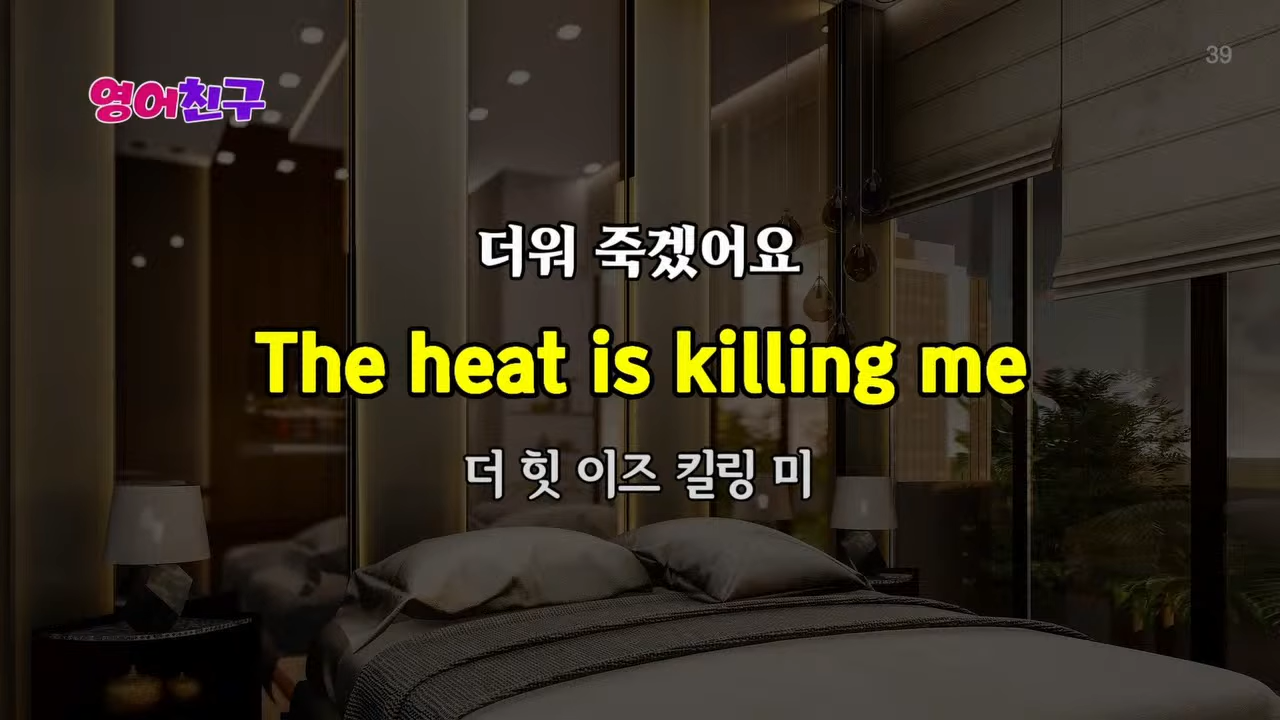 39
영어친구
더워 죽겠어요
The heat is killing me
더 힛 이즈 킬링 미